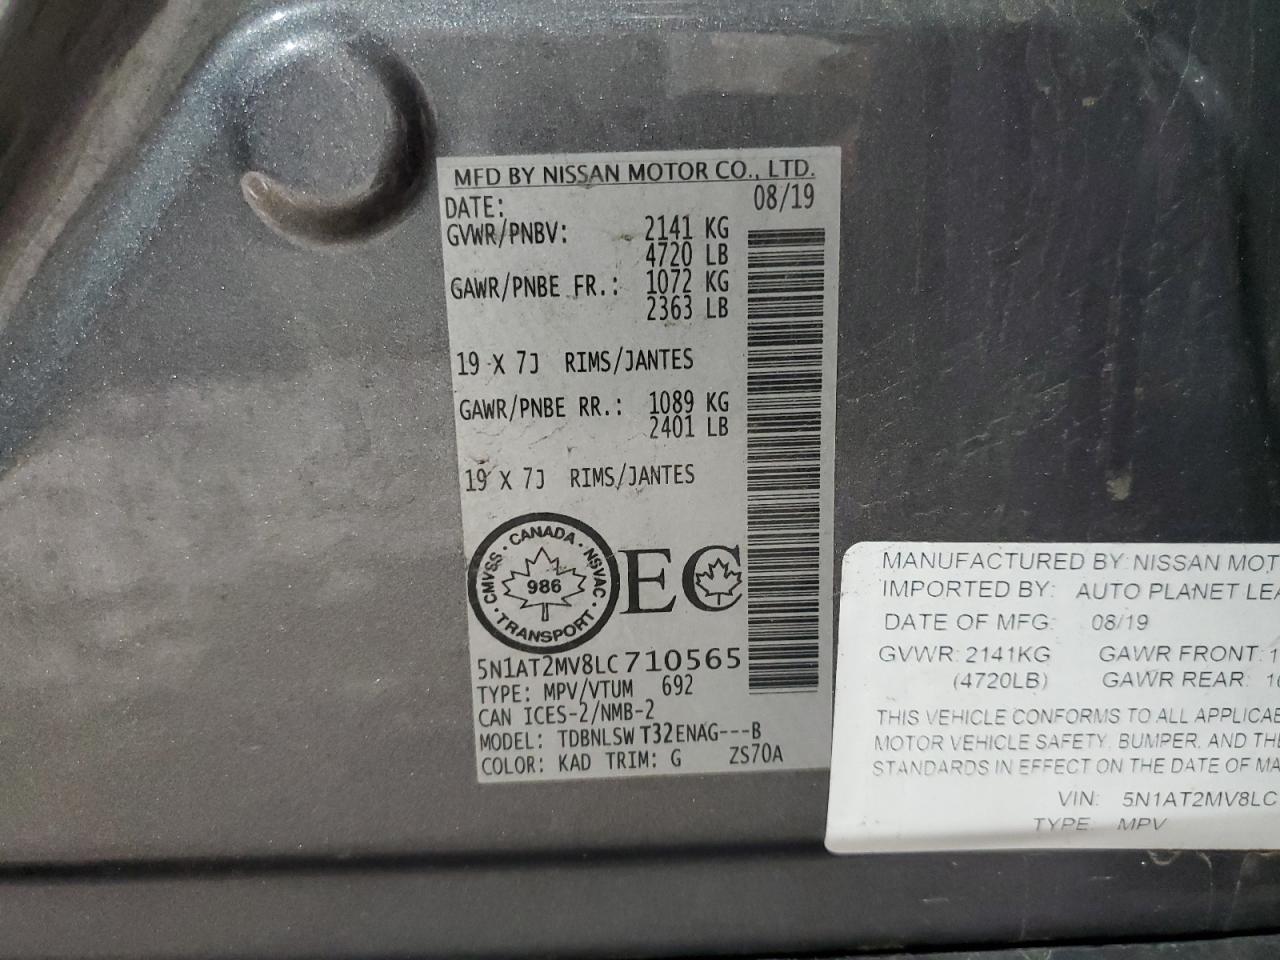 MFD BY NISSAN MOTOR CO., LTD.
DATE: 08/19
GVWR/PNBV: 2141 KG
4720 LB
GAWR/PNBE FR.: 1072 KG
2363 LB
19 X 7J RIMS/JANTES
GAWR/PNBE RR.: 1089 KG
2401 LB
19 X 7J RIMS/JANTES
CMVSS · CANADA · NSVAC · TRANSPORT
986
EC
5N1AT2MV8LC710565
TYPE: MPV/VTUM 692
CAN ICES-2/NMB-2
MODEL: TDBNLSW T32ENAG---B
COLOR: KAD TRIM: G ZS70A
MANUFACTURED BY: NISSAN MOT
IMPORTED BY: AUTO PLANET LEA
DATE OF MFG: 08/19
GVWR: 2141KG GAWR FRONT: 1
(4720LB) GAWR REAR: 10
THIS VEHICLE CONFORMS TO ALL APPLICAB
MOTOR VEHICLE SAFETY, BUMPER, AND THE
STANDARDS IN EFFECT ON THE DATE OF MA
VIN: 5N1AT2MV8LC
TYPE: MPV